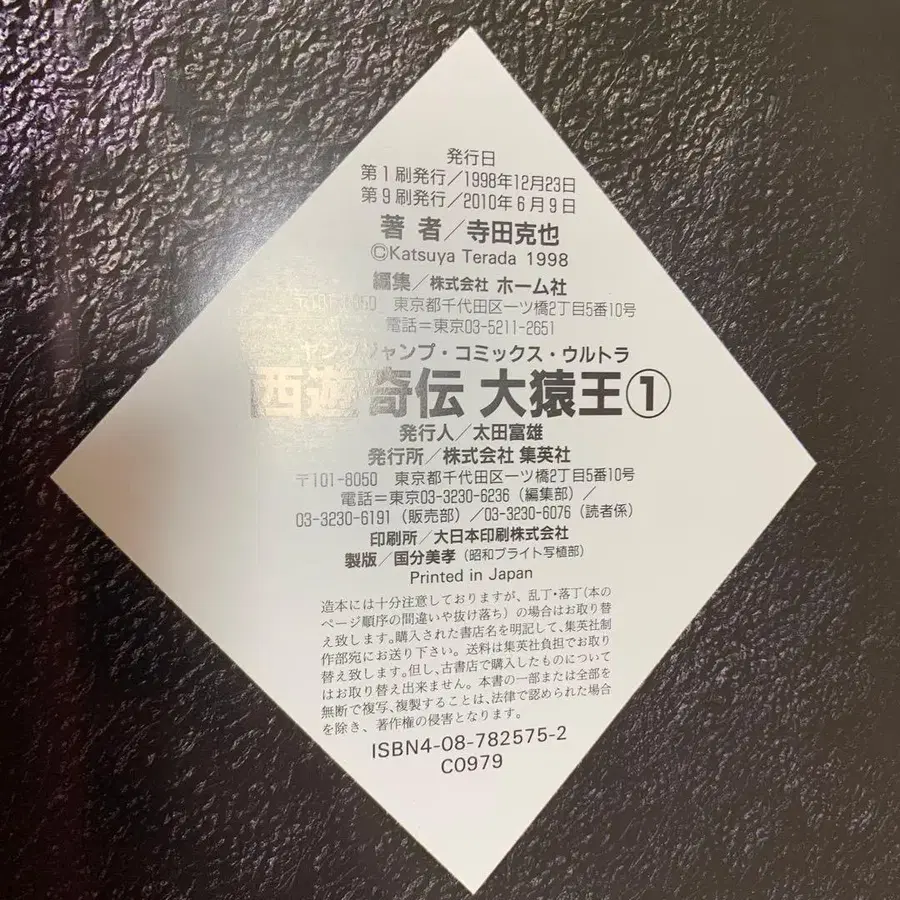 発行日
第1刷発行／1998年12月23日
第9刷発行／2010年6月9日
著者／寺田克也
©Katsuya Terada 1998
編集／株式会社 ホーム社
〒101-8050 東京都千代田区一ツ橋2丁目5番10号
電話＝東京03-5211-2651
ヤングジャンプ・コミックス・ウルトラ
西遊奇伝 大猿王①
発行人／太田富雄
発行所／株式会社 集英社
〒101-8050 東京都千代田区一ツ橋2丁目5番10号
電話＝東京03-3230-6236（編集部）／
03-3230-6191（販売部）／03-3230-6076（読者係）
印刷所／大日本印刷株式会社
製版／国分美孝（昭和ブライト写植部）
Printed in Japan
造本には十分注意しておりますが、乱丁・落丁（本の
ページ順序の間違いや抜け落ち）の場合はお取り替
え致します。購入された書店名を明記して、集英社制
作部宛にお送り下さい。送料は集英社負担でお取り
替え致します。但し、古書店で購入したものについて
はお取り替え出来ません。本書の一部または全部を
無断で複写、複製することは、法律で認められた場合
を除き、著作権の侵害となります。
ISBN4-08-782575-2
C0979